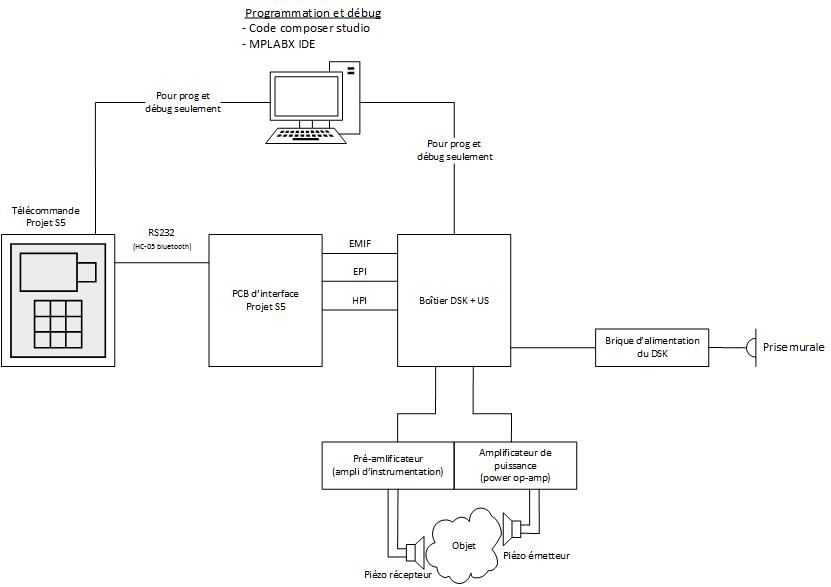 Programmation et débug
- Code composer studio
- MPLABX IDE
Pour prog et
débug seulement
Pour prog et
débug seulement
Télécommande
Projet S5
RS232
(HC-05 bluetooth)
PCB d'interface
Projet S5
EMIF
EPI
HPI
Boîtier DSK + US
Brique d'alimentation
du DSK
Prise murale
Pré-amlificateur
(ampli d'instrumentation)
Amplificateur de
puissance
(power op-amp)
Objet
Piézo émetteur
Piézo récepteur